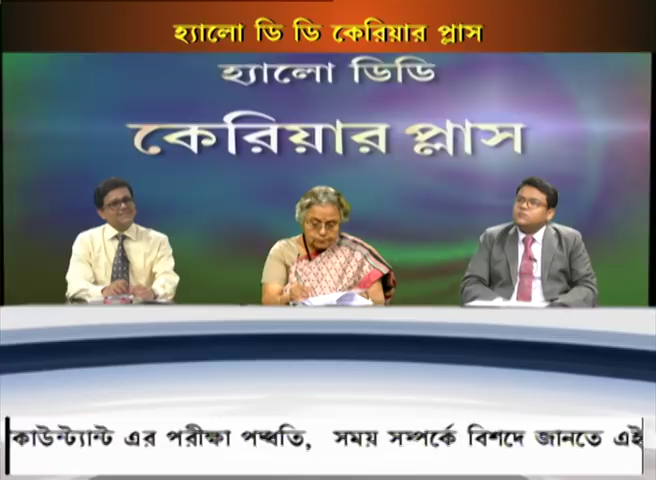 হ্যালো ডি ডি কেরিয়ার প্লাস
হ্যালো ডিডি
কেরিয়ার প্লাস
কাউন্ট্যান্ট এর পরীক্ষা পদ্ধতি, সময় সম্পর্কে বিশদে জানতে এই